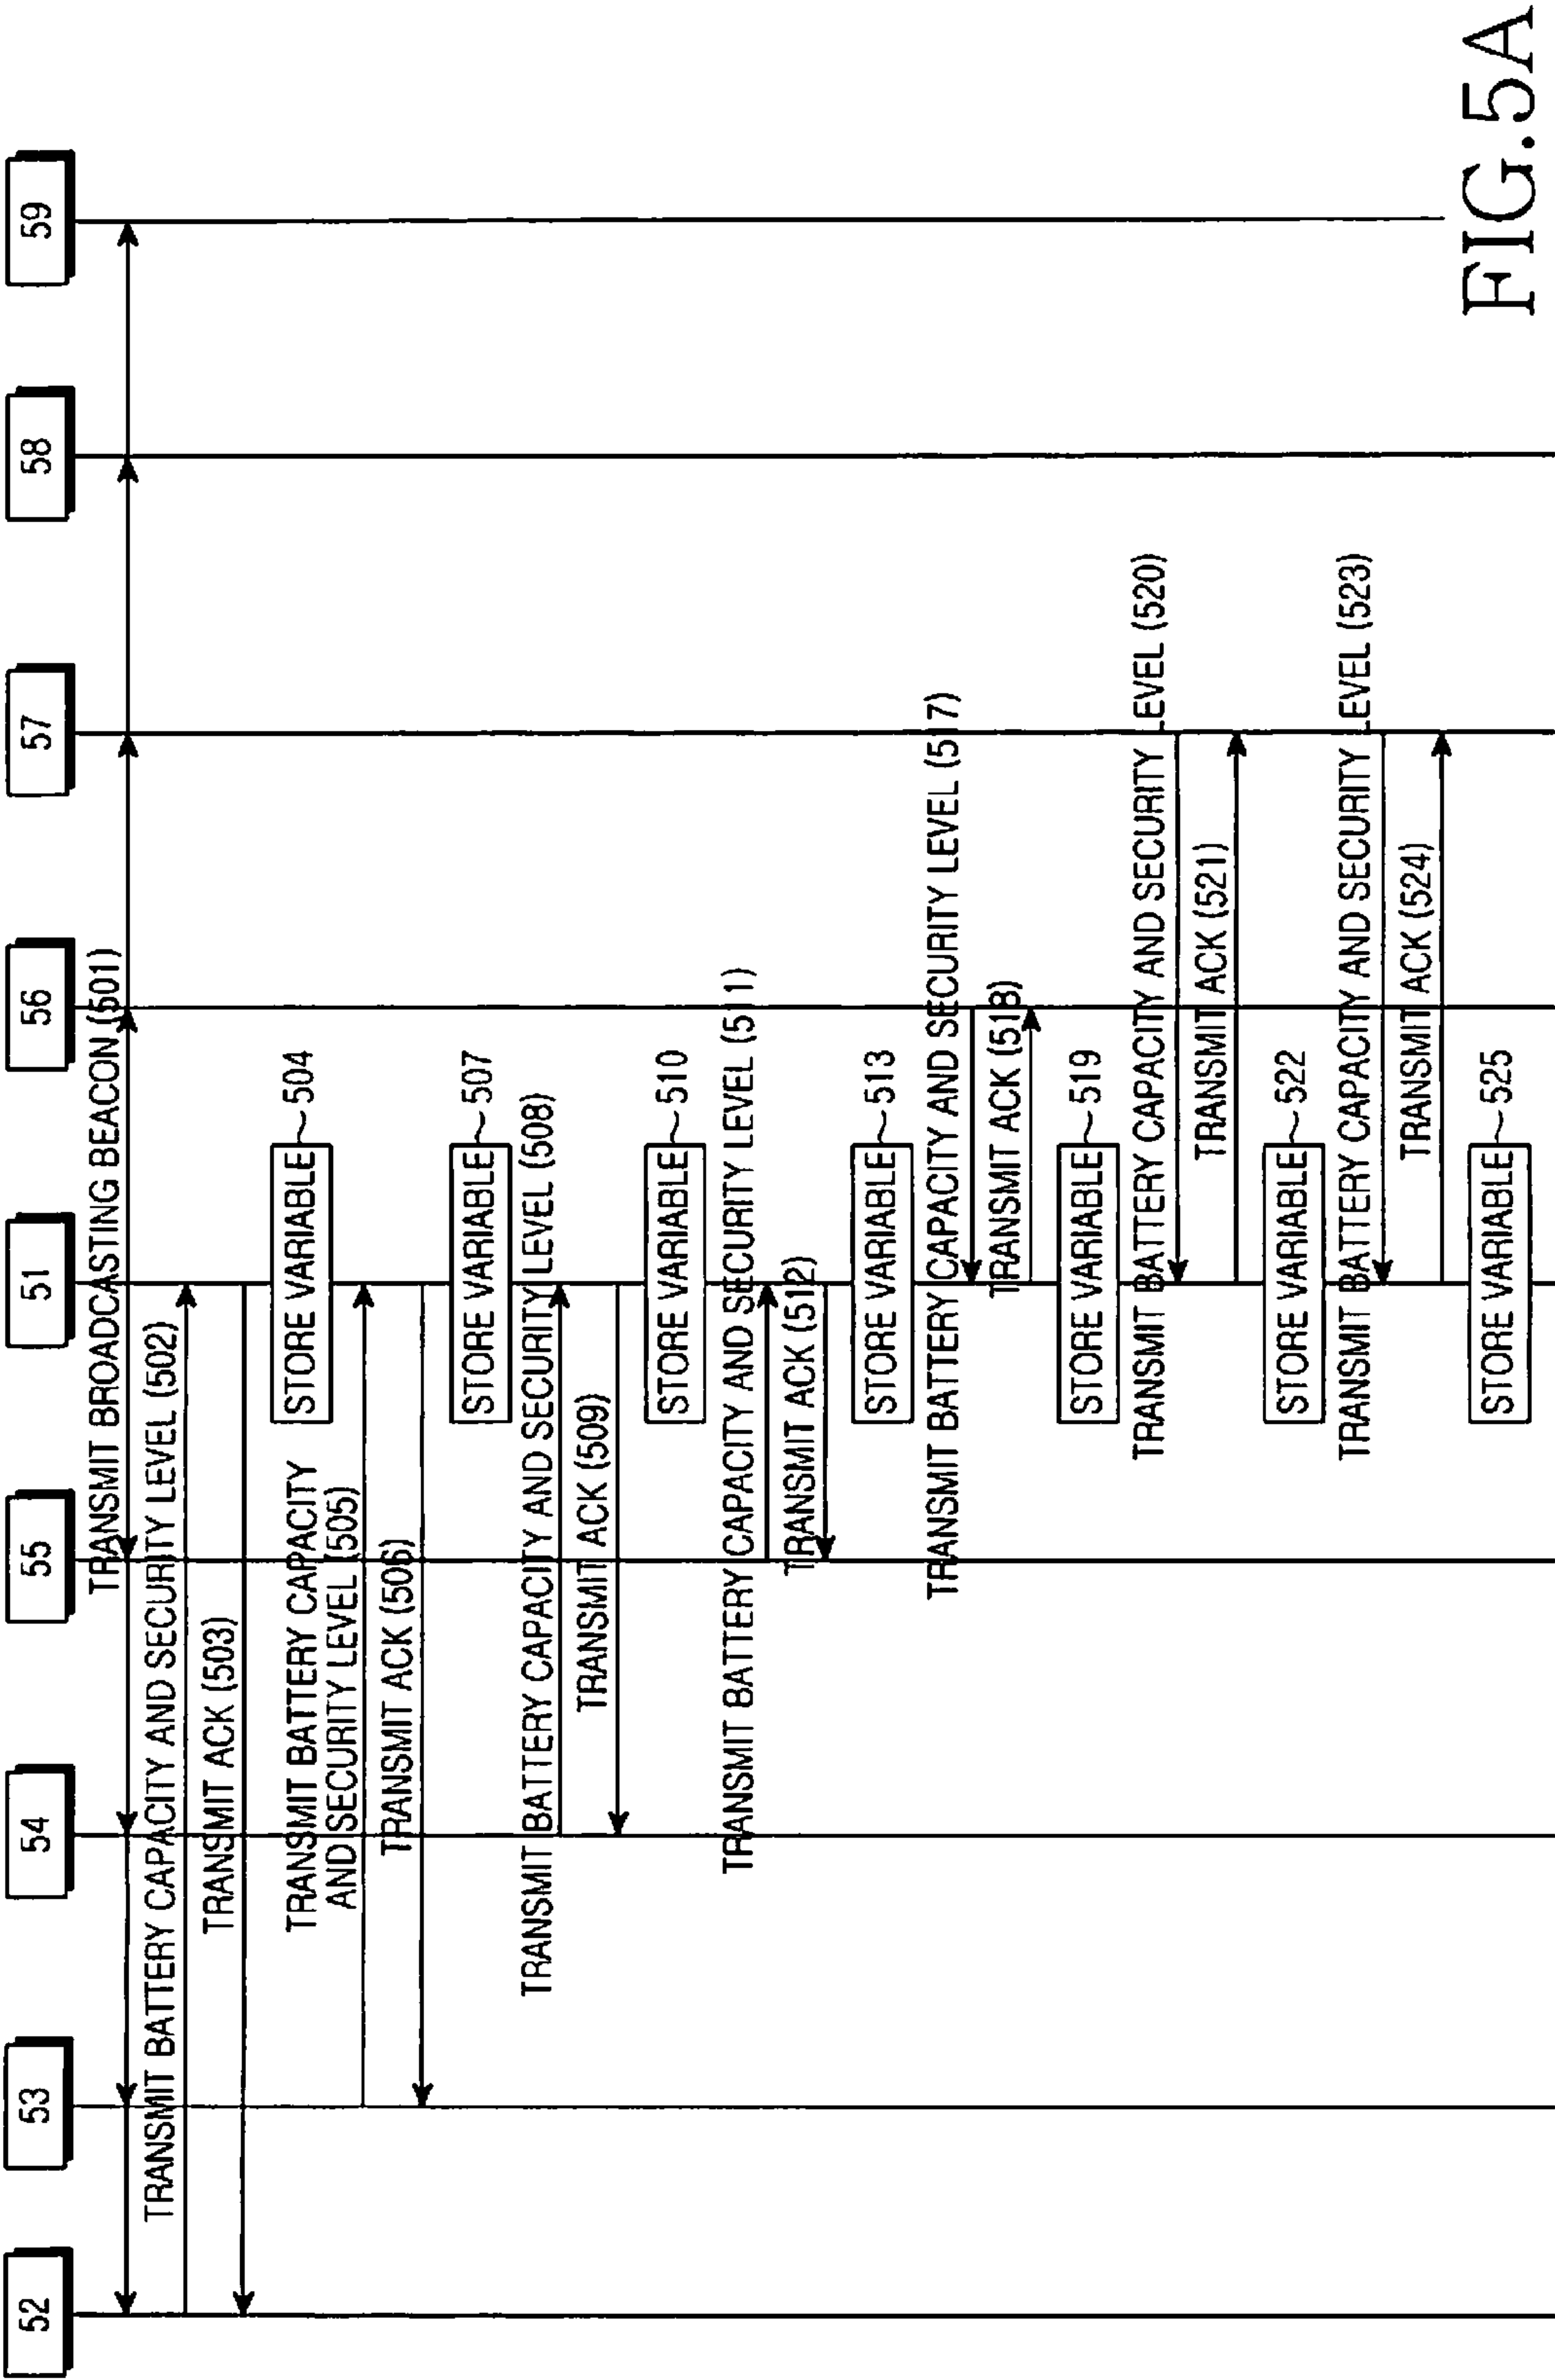 52
53
54
55
51
56
57
58
59
TRANSMIT BROADCASTING BEACON (501)
TRANSMIT BATTERY CAPACITY AND SECURITY LEVEL (502)
TRANSMIT ACK (503)
STORE VARIABLE
504
TRANSMIT BATTERY CAPACITY
AND SECURITY LEVEL (505)
TRANSMIT ACK (506)
STORE VARIABLE
507
TRANSMIT BATTERY CAPACITY AND SECURITY LEVEL (508)
TRANSMIT ACK (509)
STORE VARIABLE
510
TRANSMIT BATTERY CAPACITY AND SECURITY LEVEL (511)
TRANSMIT ACK (512)
STORE VARIABLE
513
TRANSMIT BATTERY CAPACITY AND SECURITY LEVEL (517)
TRANSMIT ACK (518)
STORE VARIABLE
519
TRANSMIT BATTERY CAPACITY AND SECURITY LEVEL (520)
TRANSMIT ACK (521)
STORE VARIABLE
522
TRANSMIT BATTERY CAPACITY AND SECURITY LEVEL (523)
TRANSMIT ACK (524)
STORE VARIABLE
525
FIG.5A